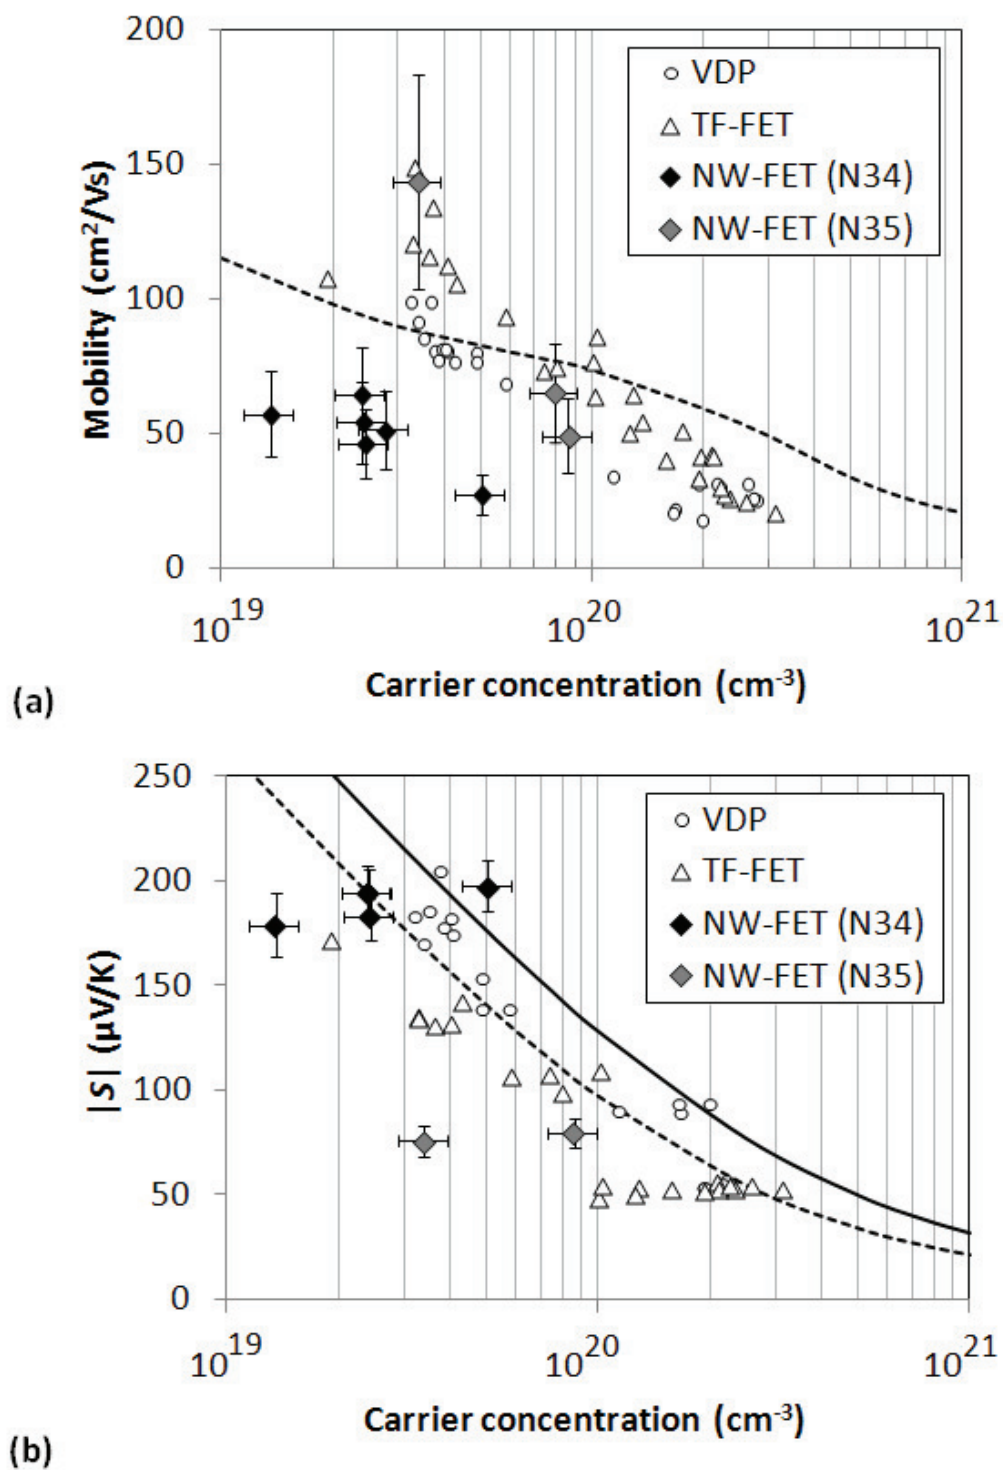 200
150
100
50
0
Mobility (cm²/Vs)
VDP
TF-FET
NW-FET (N34)
NW-FET (N35)
10¹⁹ 10²⁰ 10²¹
Carrier concentration (cm⁻³)
(a)
250
200
150
100
50
0
|S| (µV/K)
VDP
TF-FET
NW-FET (N34)
NW-FET (N35)
10¹⁹ 10²⁰ 10²¹
Carrier concentration (cm⁻³)
(b)